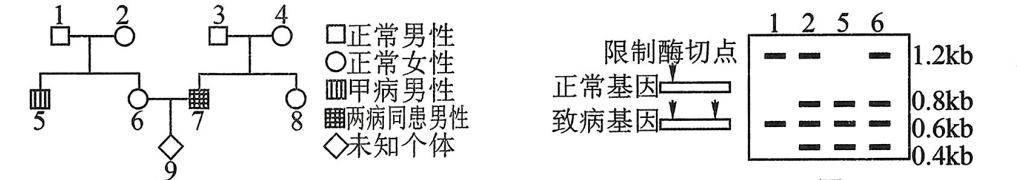 1 2 3 4
□正常男性
○正常女性
甲病男性
两病同患男性
◇未知个体
5 6 7 8
9
限制酶切点
正常基因
致病基因
1 2 5 6
1.2kb
0.8kb
0.6kb
0.4kb